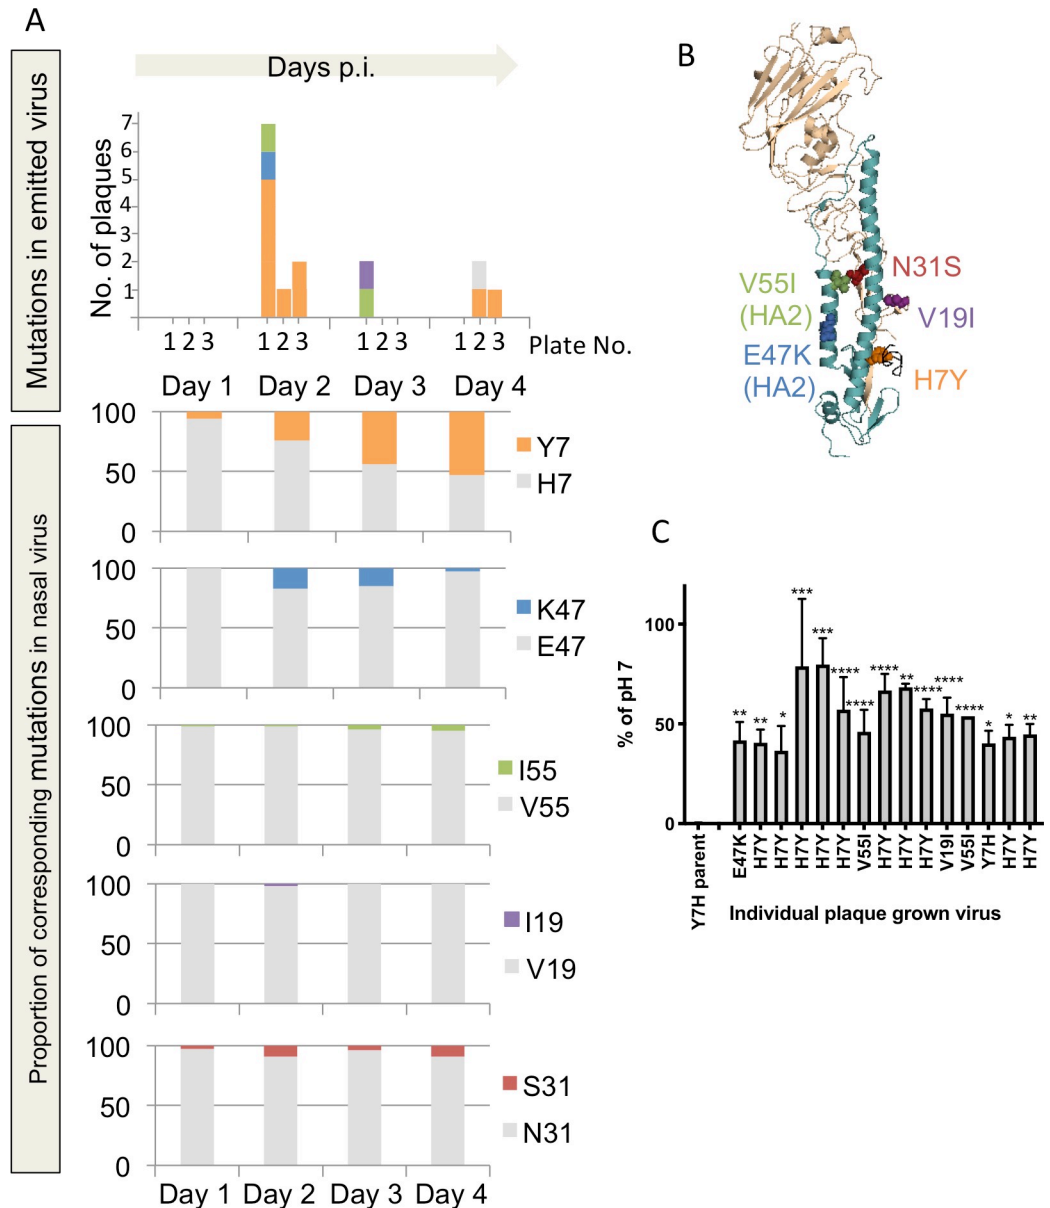 A
Mutations in emitted virus
Days p.i.
No. of plaques
7
6
5
4
3
2
1
1 2 3
1 2 3
1 2 3
1 2 3
Plate No.
Day 1
Day 2
Day 3
Day 4
Proportion of corresponding mutations in nasal virus
100
50
0
Y7
H7
100
50
0
K47
E47
100
50
0
I55
V55
100
50
0
I19
V19
100
50
0
S31
N31
Day 1
Day 2
Day 3
Day 4
B
N31S
V55I
(HA2)
V19I
E47K
(HA2)
H7Y
C
% of pH 7
100
50
0
**
**
*
***
***
****
****
****
**
****
****
****
*
*
**
Y7H parent
E47K
H7Y
H7Y
H7Y
H7Y
H7Y
V55I
H7Y
H7Y
H7Y
V19I
V55I
Y7H
H7Y
H7Y
Individual plaque grown virus